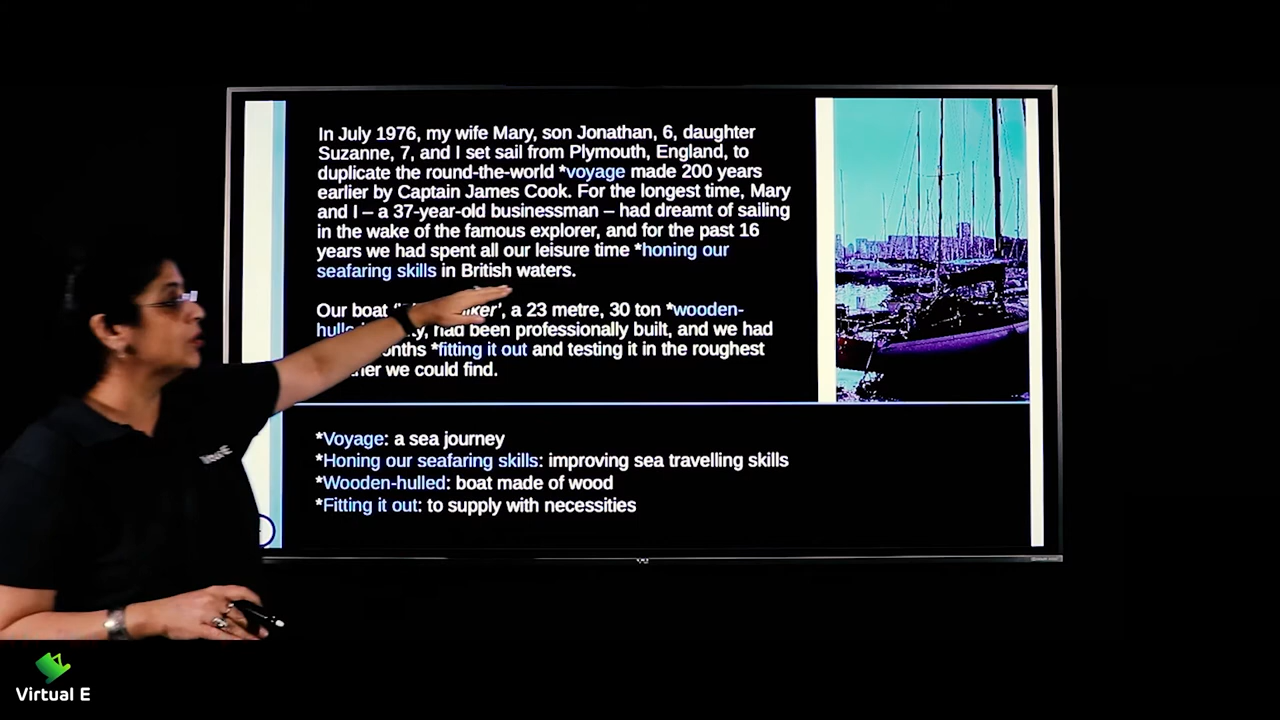 In July 1976, my wife Mary, son Jonathan, 6, daughter
Suzanne, 7, and I set sail from Plymouth, England, to
duplicate the round-the-world *voyage made 200 years
earlier by Captain James Cook. For the longest time, Mary
and I – a 37-year-old businessman – had dreamt of sailing
in the wake of the famous explorer, and for the past 16
years we had spent all our leisure time *honing our
seafaring skills in British waters.
Our boat a 23 metre, 30 ton *wooden-
had been professionally built, and we had
*fitting it out and testing it in the roughest
we could find.
*Voyage: a sea journey
*Honing our seafaring skills: improving sea travelling skills
*Wooden-hulled: boat made of wood
*Fitting it out: to supply with necessities
Virtual E